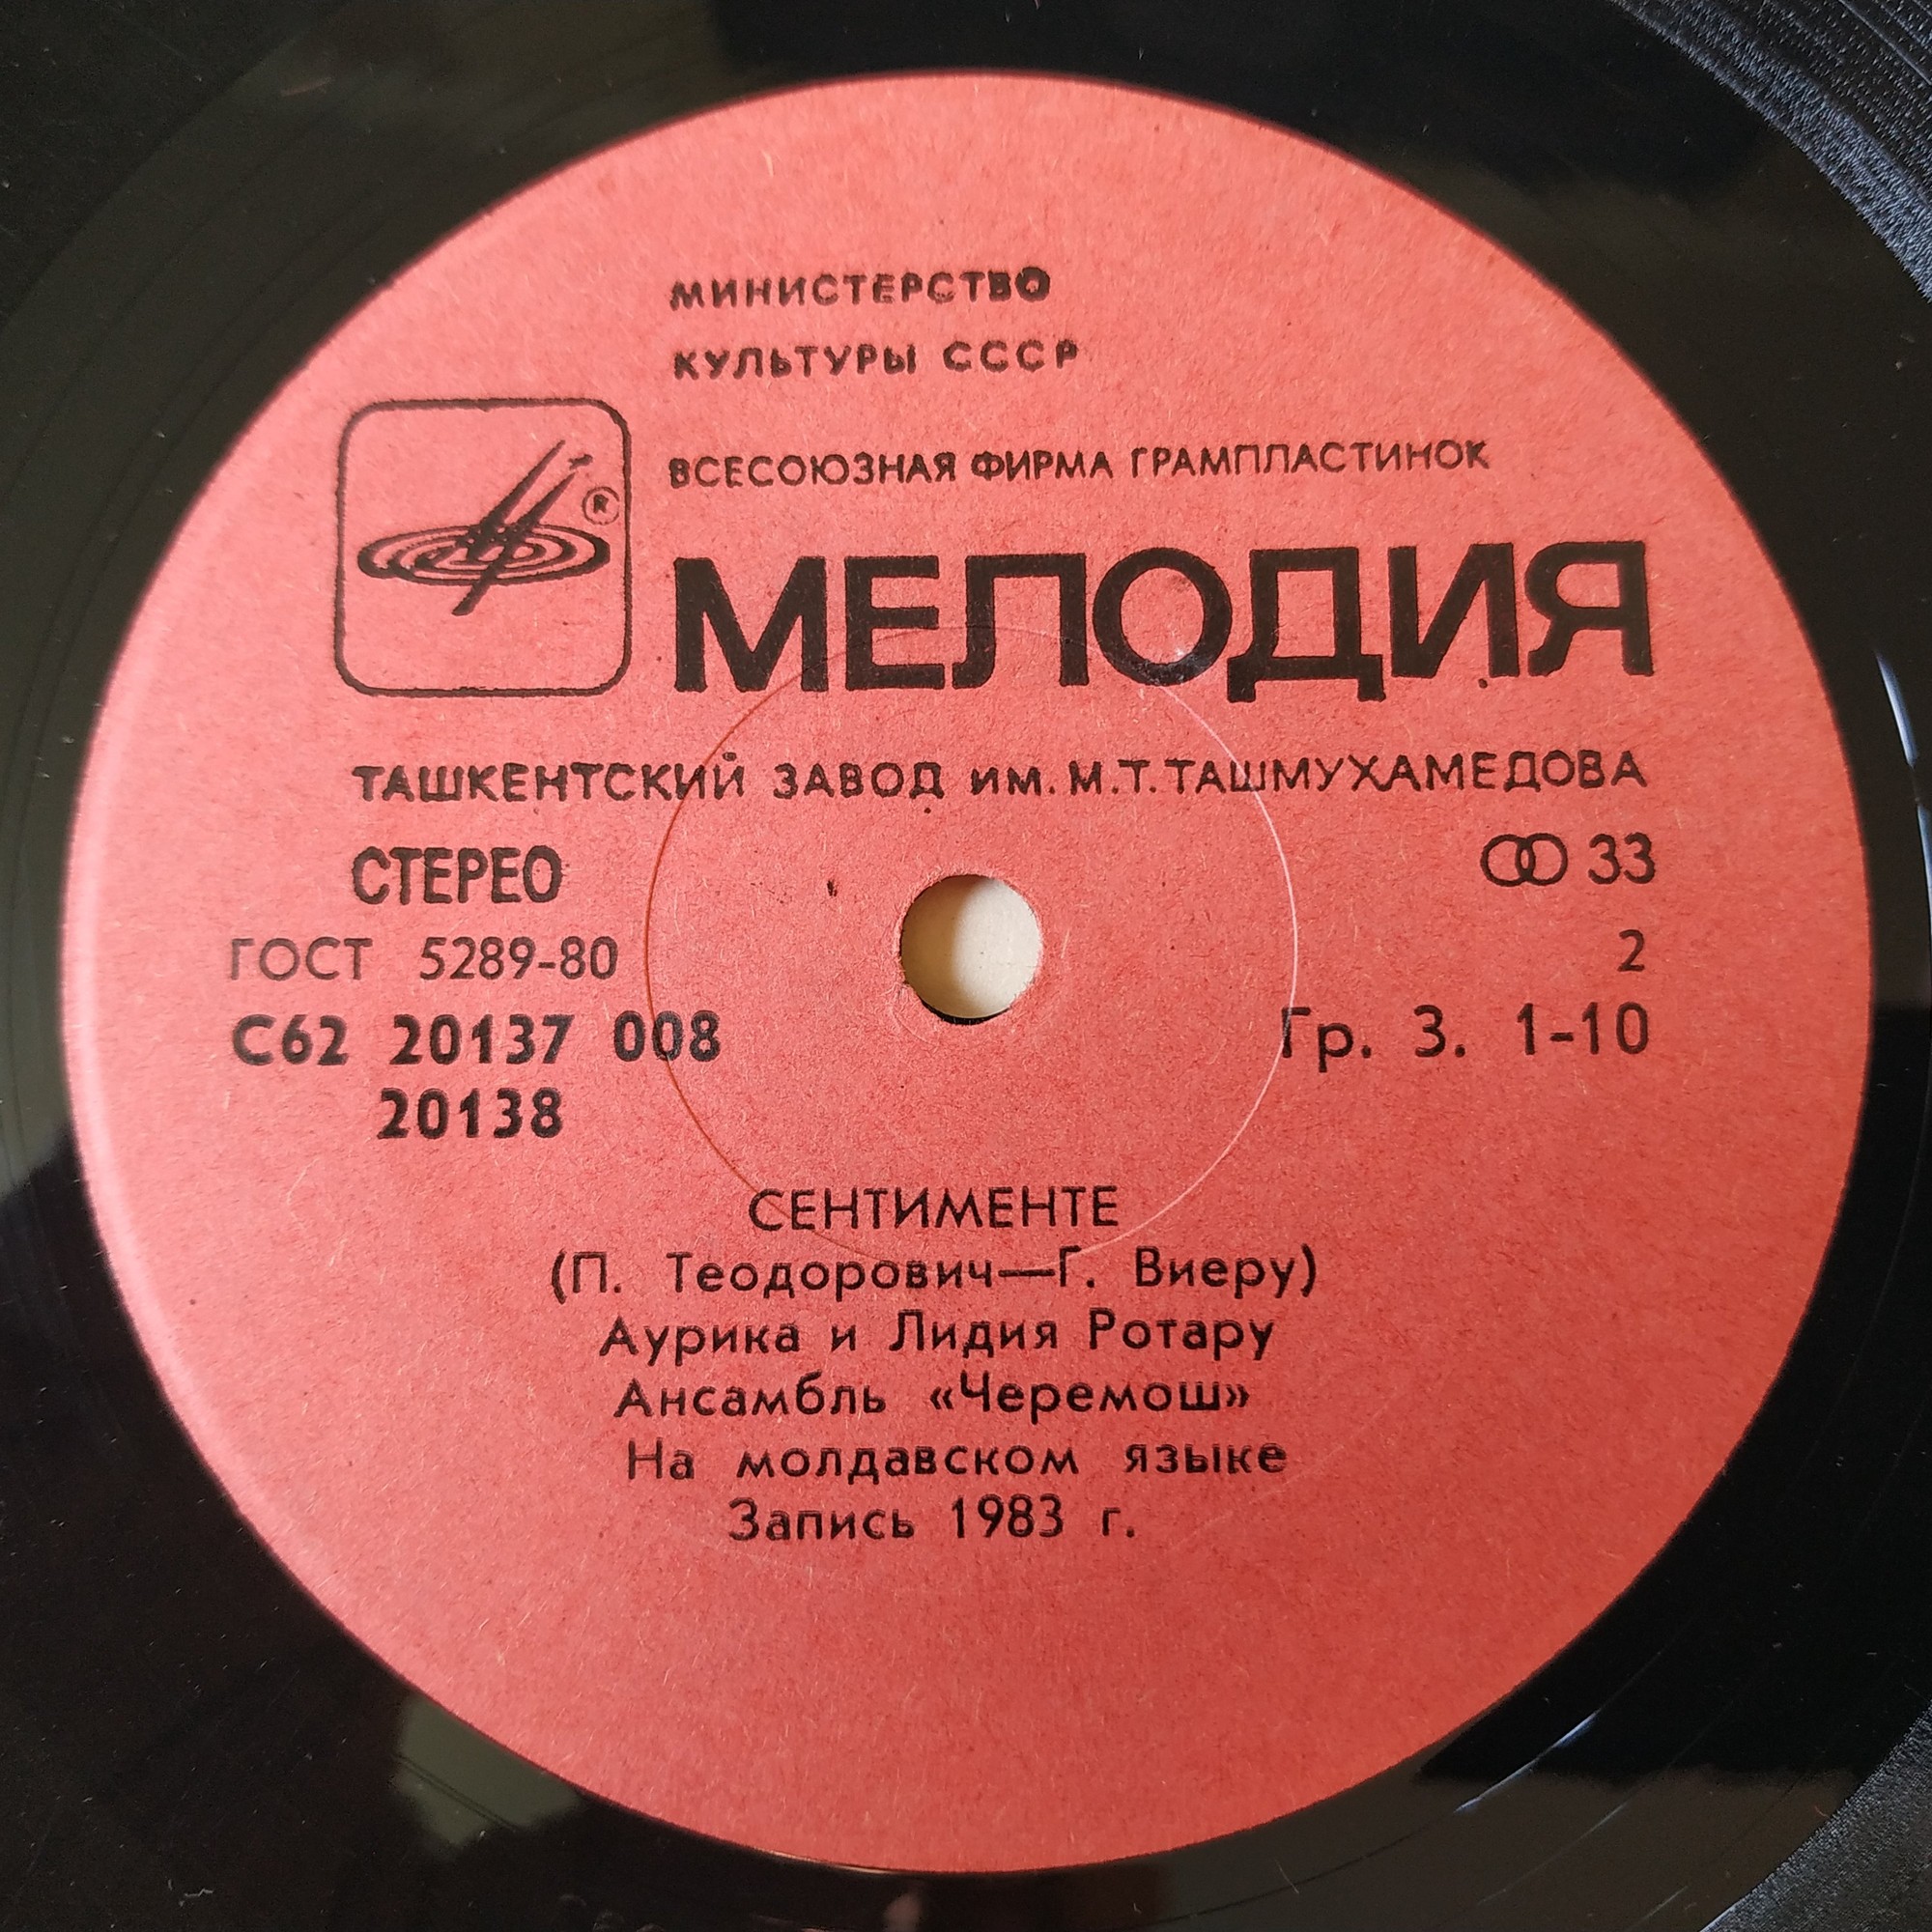 МИНИСТЕРСТВО
КУЛЬТУРЫ СССР
ВСЕСОЮЗНАЯ ФИРМА ГРАМПЛАСТИНОК
®
МЕЛОДИЯ
ТАШКЕНТСКИЙ ЗАВОД ИМ. М.Т. ТАШМУХАМЕДОВА
СТЕРЕО 33
ГОСТ 5289-80 2
С62 20137 008 Гр. 3. 1-10
20138
СЕНТИМЕНТЕ
(П. Теодорович—Г. Виеру)
Аурика и Лидия Ротару
Ансамбль «Черемош»
На молдавском языке
Запись 1983 г.